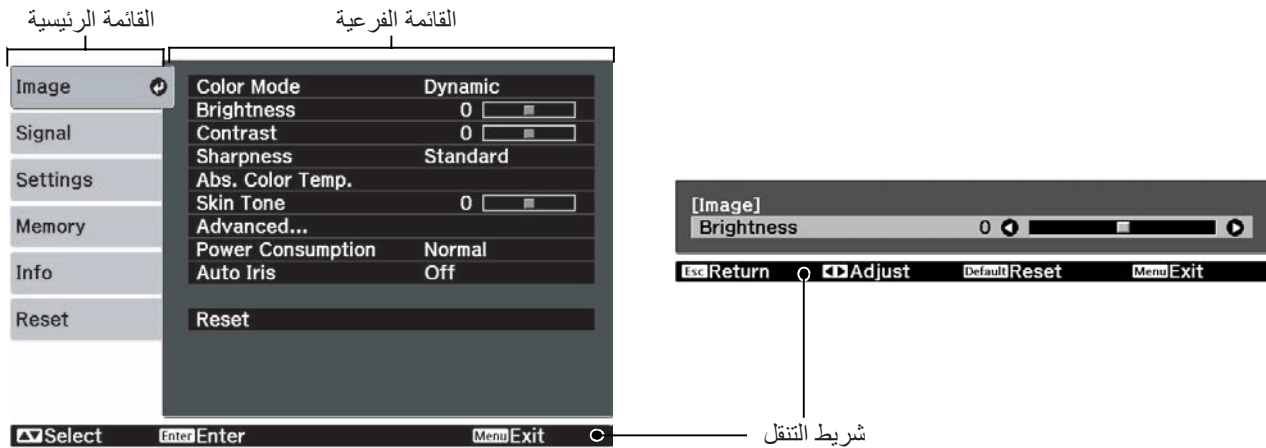 القائمة الرئيسية
القائمة الفرعية
Image
Signal
Settings
Memory
Info
Reset
Color Mode Dynamic
Brightness 0
Contrast 0
Sharpness Standard
Abs. Color Temp.
Skin Tone 0
Advanced...
Power Consumption Normal
Auto Iris Off
Reset
Select Enter Enter Menu Exit
[Image]
Brightness 0
Esc Return Adjust Default Reset Menu Exit
شريط التنقل